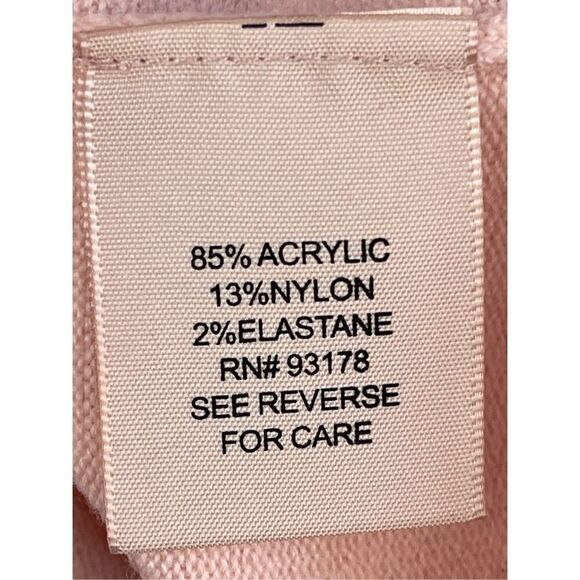 85% ACRYLIC
13%NYLON
2%ELASTANE
RN# 93178
SEE REVERSE
FOR CARE